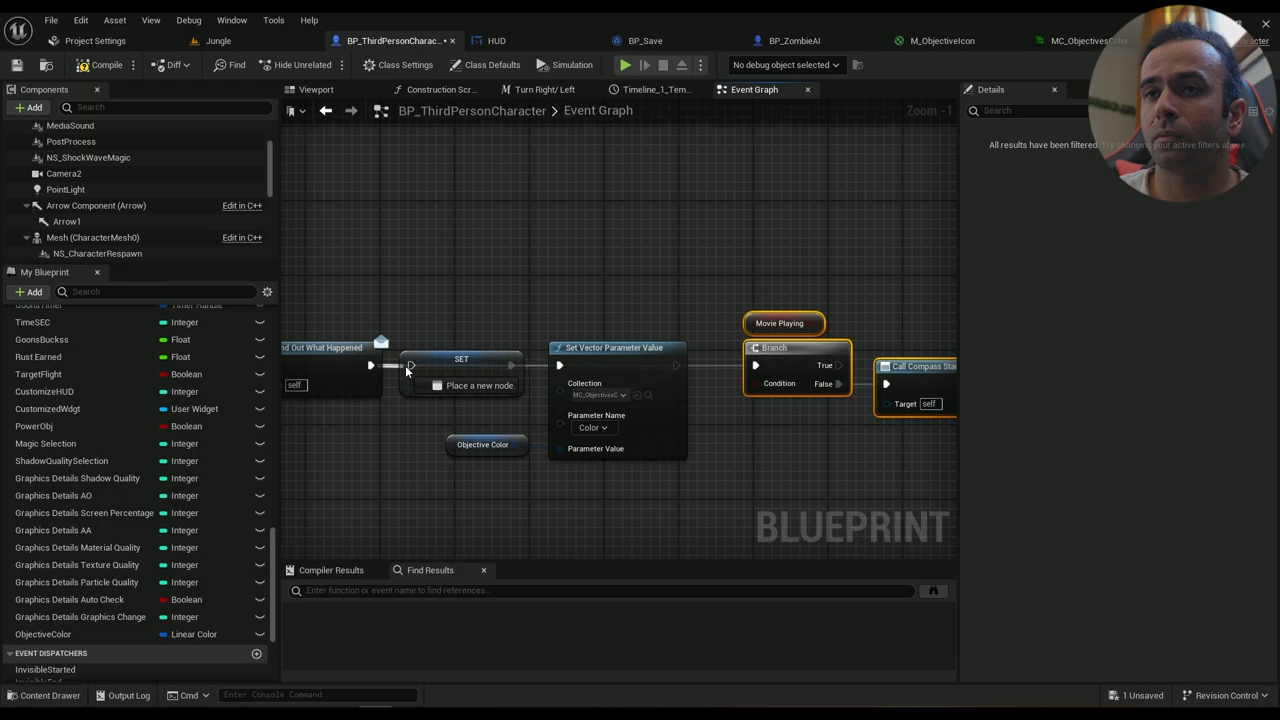 File Edit Asset View Debug Window Tools Help
Project Settings Jungle BP_ThirdPersonCharac... HUD BP_Save BP_ZombieAI M_ObjectiveIcon MC_ObjectivesColor
Compile Diff Find Hide Unrelated Class Settings Class Defaults Simulation No debug object selected
Components Viewport Construction Scr... Turn Right/ Left Timeline_1_Tem... Event Graph Details
Add Search BP_ThirdPersonCharacter > Event Graph Zoom -1 Search
MediaSound
PostProcess
NS_ShockWaveMagic
Camera2
PointLight
Arrow Component (Arrow) Edit in C++
Arrow1
Mesh (CharacterMesh0) Edit in C++
NS_CharacterRespawn
All results have been filtered. Try changing your active filters above.
My Blueprint
Add Search
TimeSEC Integer
GoonsBuckss Float
Rust Earned Float
TargetFlight Boolean
CustomizeHUD Integer
CustomizedWdgt User Widget
PowerObj Boolean
Magic Selection Integer
ShadowQualitySelection Integer
Graphics Details Shadow Quality Integer
Graphics Details AO Integer
Graphics Details Screen Percentage Integer
Graphics Details AA Integer
Graphics Details Material Quality Integer
Graphics Details Texture Quality Integer
Graphics Details Particle Quality Integer
Graphics Details Auto Check Boolean
Graphics Details Graphics Change Integer
ObjectiveColor Linear Color
EVENT DISPATCHERS
InvisibleStarted
nd Out What Happened
self
SET
Place a new node.
Objective Color
Set Vector Parameter Value
Collection
MC_ObjectivesC
Parameter Name
Color
Parameter Value
Movie Playing
Branch
True
Condition False
Call Compass Star
Target self
BLUEPRINT
Compiler Results Find Results
Enter function or event name to find references...
Content Drawer Output Log Cmd Enter Console Command 1 Unsaved Revision Control